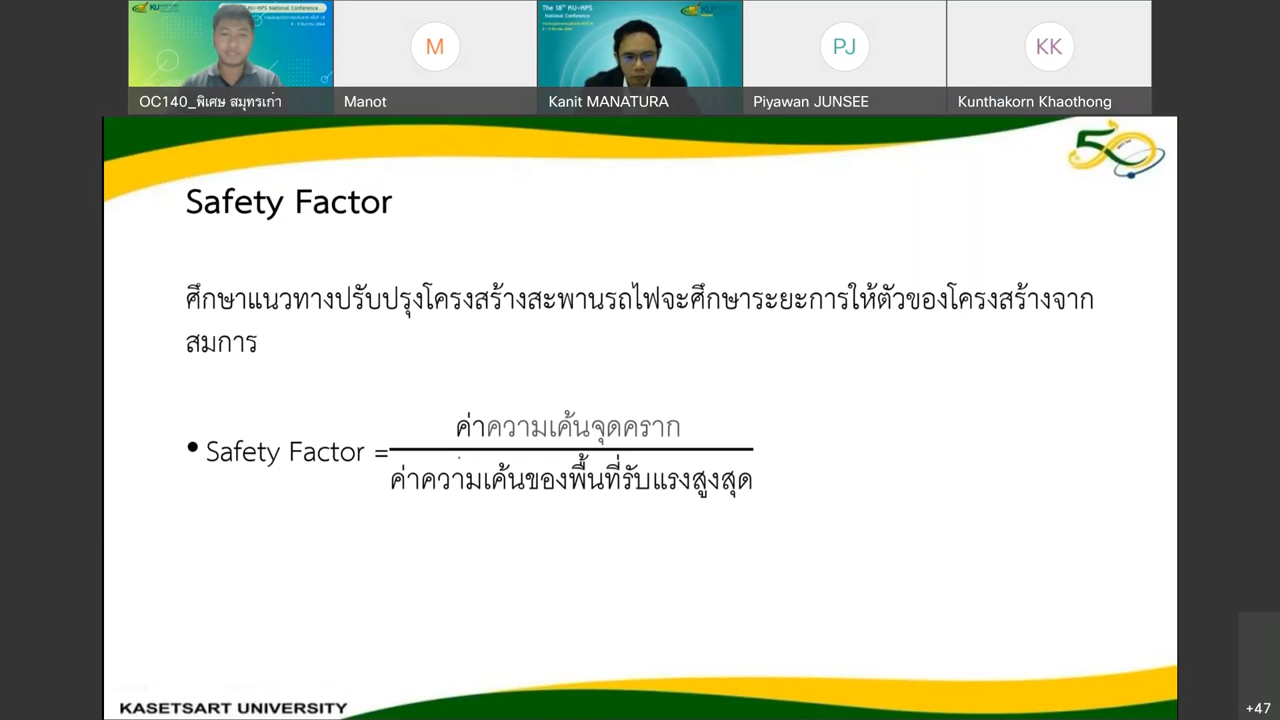 The 18th KU-KPS
National Conference
M
PJ
KK
OC140_พิเศษ สมุทรเก่า
Manot
Kanit MANATURA
Piyawan JUNSEE
Kunthakorn Khaothong
50
Safety Factor
ศึกษาแนวทางปรับปรุงโครงสร้างสะพานรถไฟจะศึกษาระยะการให้ตัวของโครงสร้างจาก
สมการ
ค่าความเค้นจุดคราก
• Safety Factor =
ค่าความเค้นของพื้นที่รับแรงสูงสุด
KASETSART UNIVERSITY
+47